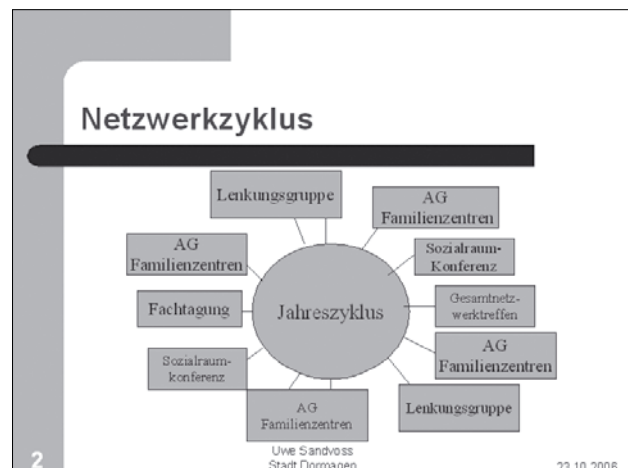 Netzwerkzyklus
Lenkungsgruppe
AG
Familienzentren
Sozialraum-
Konferenz
Gesamtnetz-
werktreffen
AG
Familienzentren
Lenkungsgruppe
AG
Familienzentren
Sozialraum-
konferenz
Fachtagung
AG
Familienzentren
Jahreszyklus
2
Uwe Sandvoss
Stadt Dormagen
23.10.2006